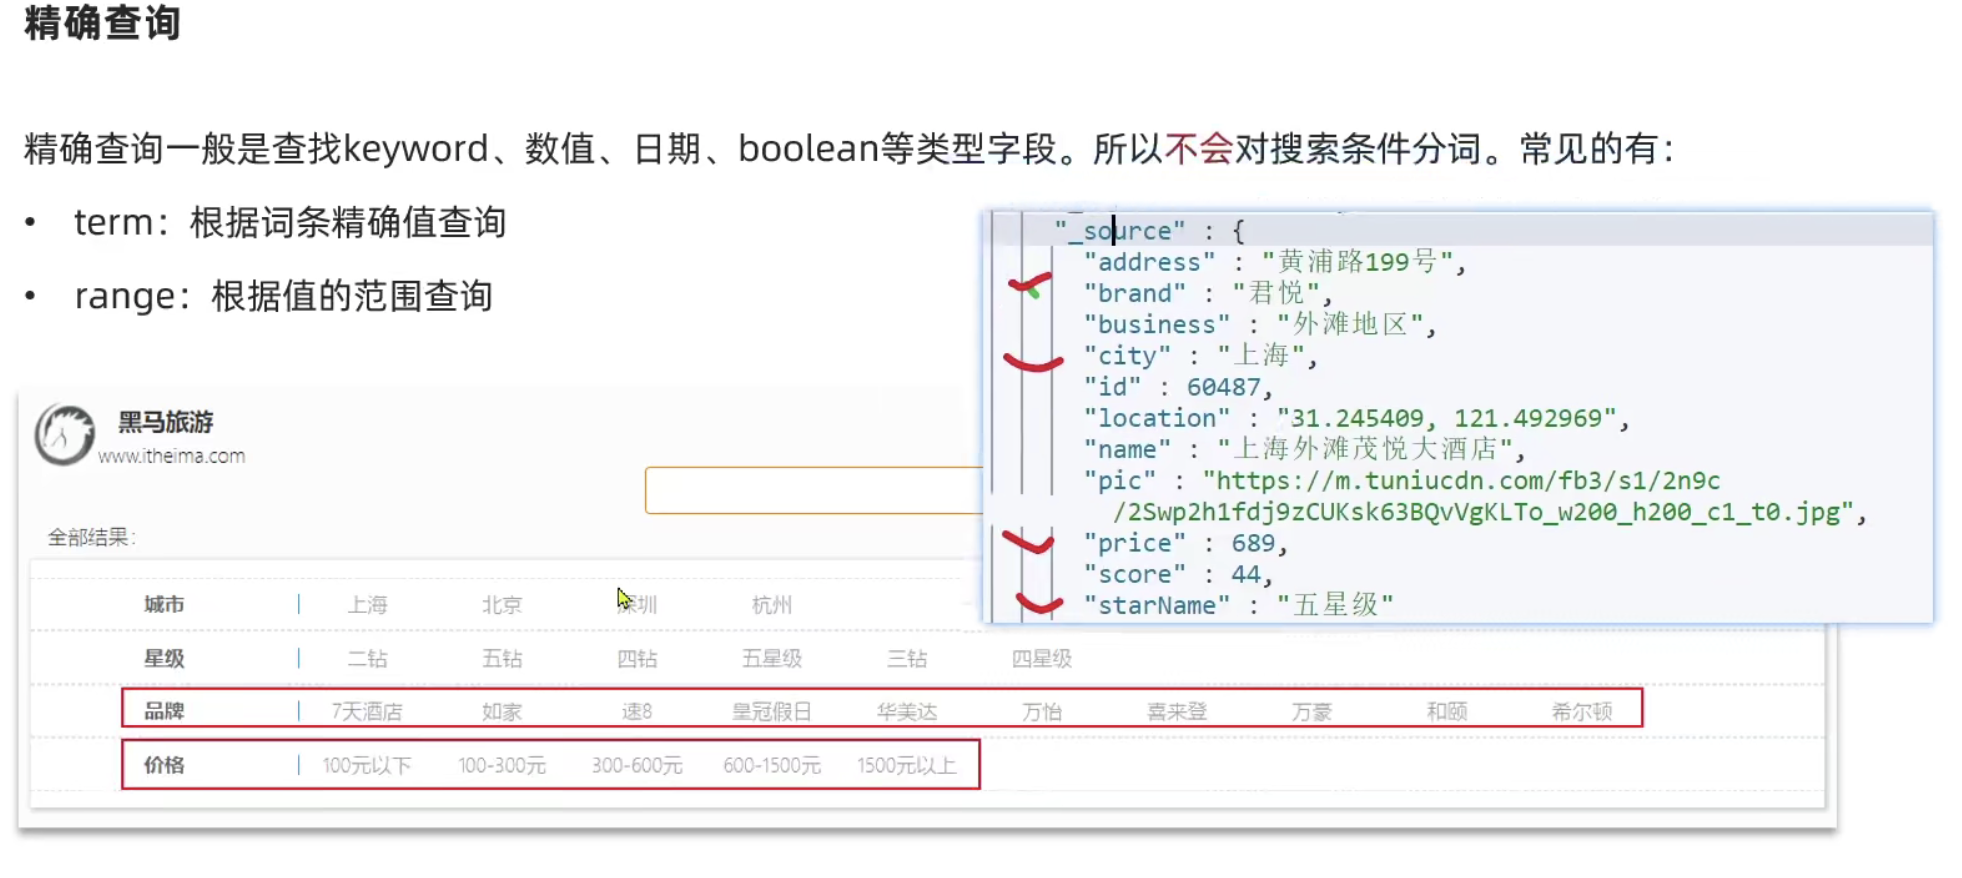 精确查询
精确查询一般是查找keyword、数值、日期、boolean等类型字段。所以不会对搜索条件分词。常见的有：
• term：根据词条精确值查询
• range：根据值的范围查询
"_source" : {
"address" : "黄浦路199号",
"brand" : "君悦",
"business" : "外滩地区",
"city" : "上海",
"id" : 60487,
"location" : "31.245409, 121.492969",
"name" : "上海外滩茂悦大酒店",
"pic" : "https://m.tuniucdn.com/fb3/s1/2n9c
/2Swp2h1fdj9zCUKsk63BQvVgKLTo_w200_h200_c1_t0.jpg",
"price" : 689,
"score" : 44,
"starName" : "五星级"
黑马旅游
www.itheima.com
全部结果：
城市 | 上海 北京 深圳 杭州
星级 | 二钻 五钻 四钻 五星级 三钻 四星级
品牌 | 7天酒店 如家 速8 皇冠假日 华美达 万怡 喜来登 万豪 和颐 希尔顿
价格 | 100元以下 100-300元 300-600元 600-1500元 1500元以上